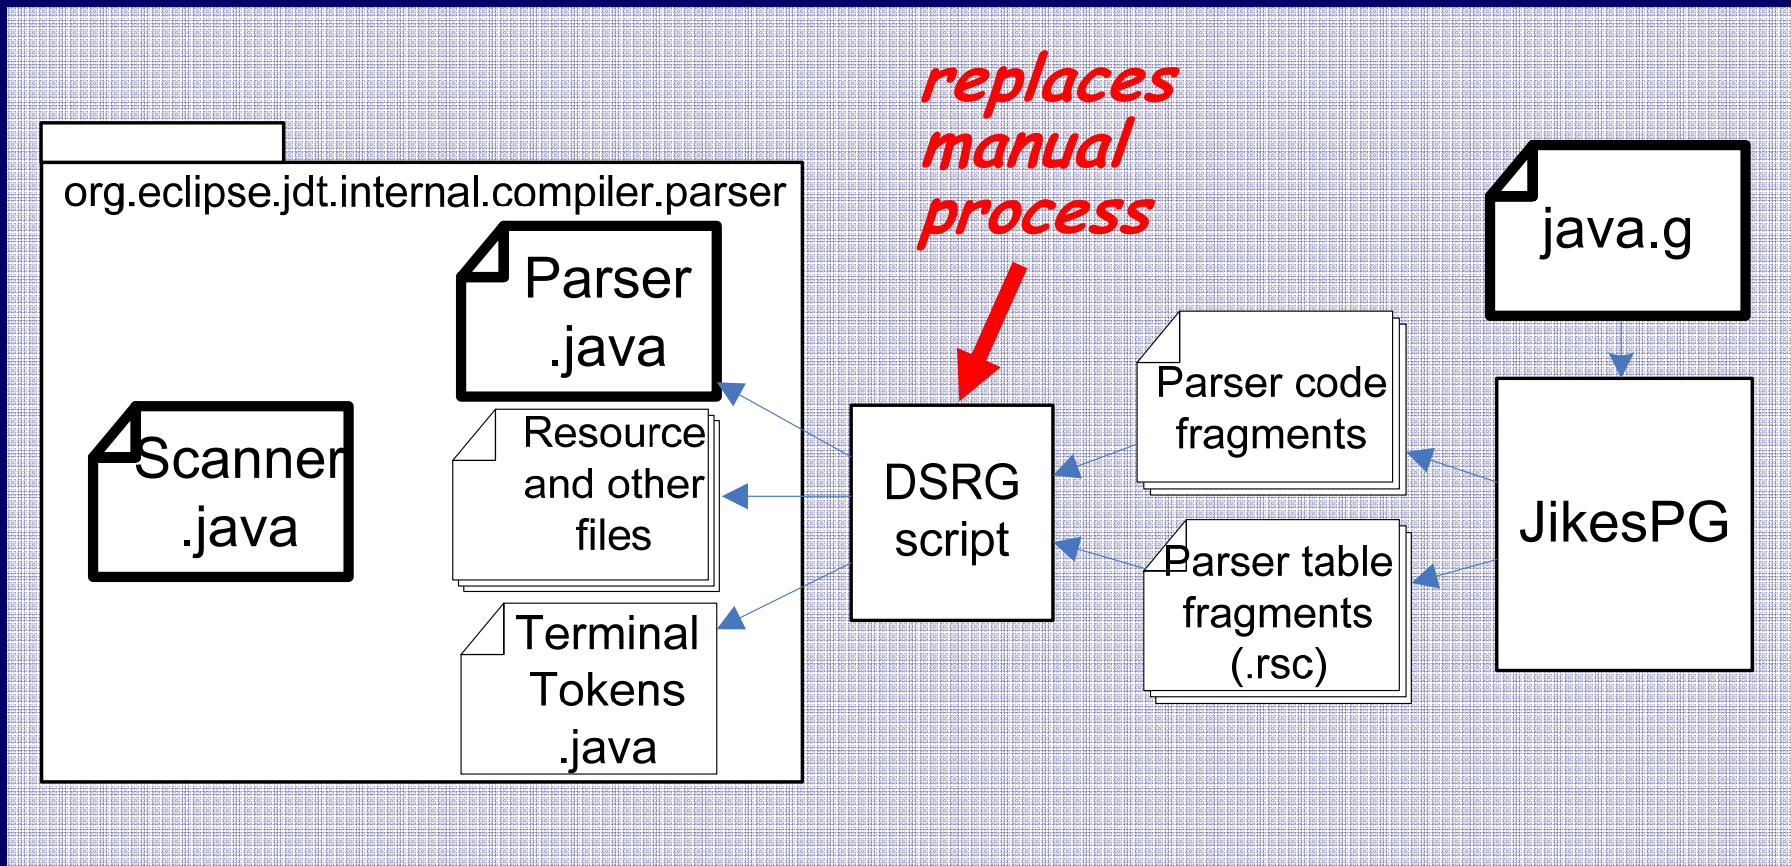 replaces
manual
process
org.eclipse.jdt.internal.compiler.parser
Parser
.java
Scanner
.java
Resource
and other
files
Terminal
Tokens
.java
DSRG
script
Parser code
fragments
Parser table
fragments
(.rsc)
java.g
JikesPG